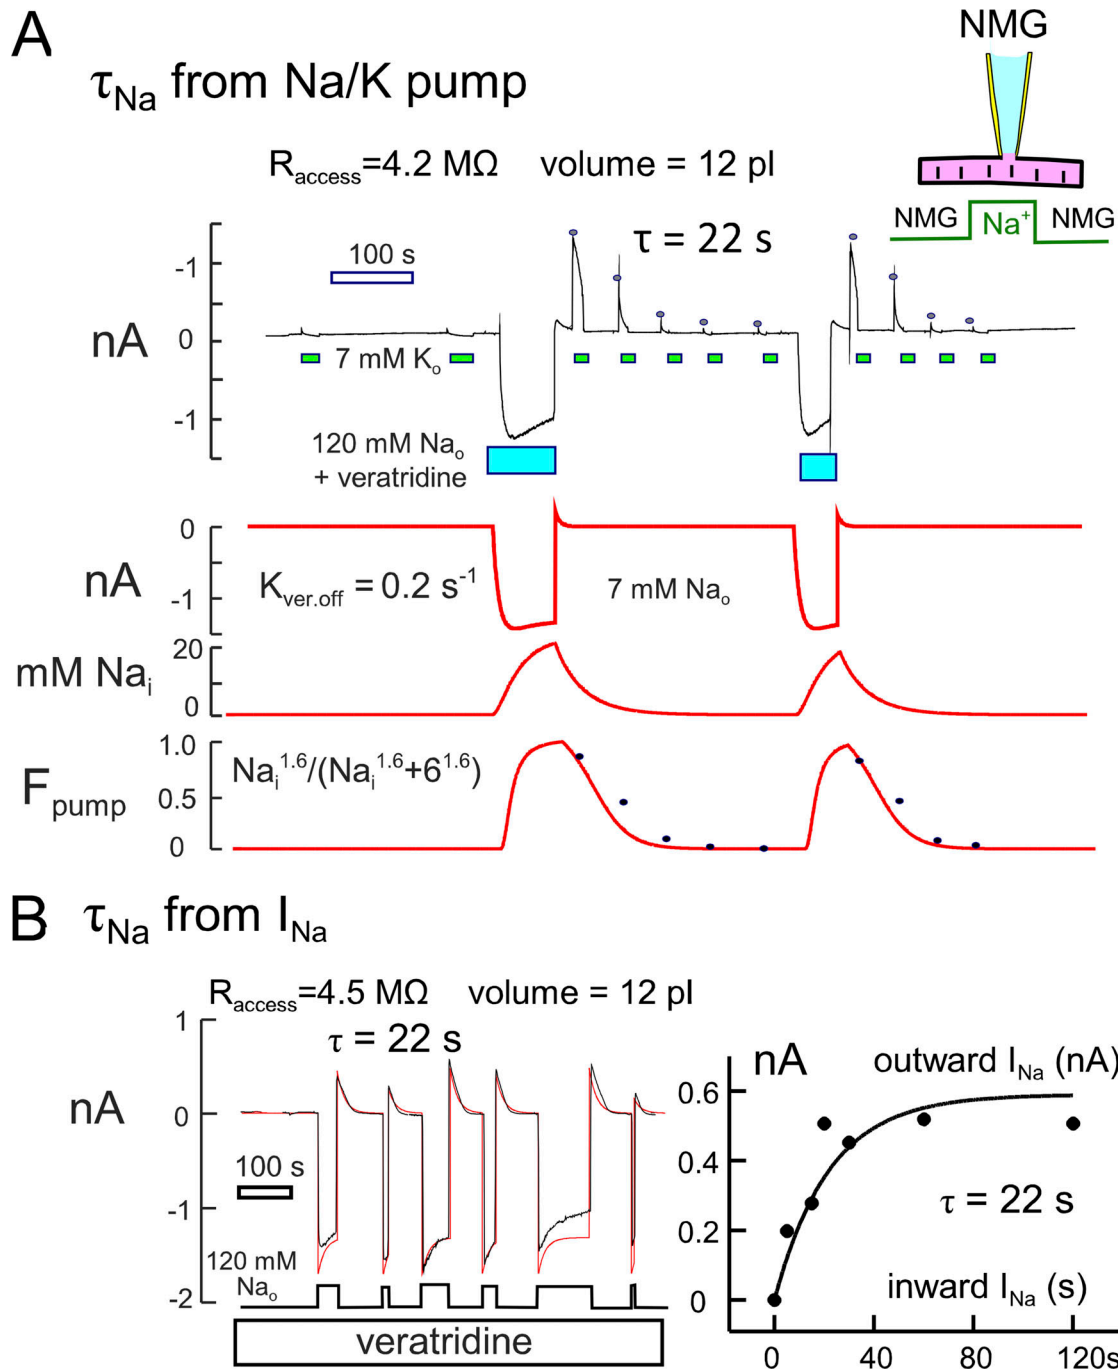 A
τNa from Na/K pump
NMG
Raccess=4.2 MΩ volume = 12 pl
NMG Na+ NMG
τ = 22 s
100 s
nA
-1
0
-1
7 mM Ko
120 mM Nao
+ veratridine
nA
0
-1
Kver.off = 0.2 s-1
7 mM Nao
mM Nai
20
0
Fpump
1.0
0.5
0
Nai1.6/(Nai1.6+61.6)
B τNa from INa
Raccess=4.5 MΩ volume = 12 pl
τ = 22 s
nA
1
0
-1
-2
100 s
120 mM
Nao
veratridine
nA
outward INa (nA)
0.6
0.4
0.2
0
τ = 22 s
inward INa (s)
0 40 80 120s